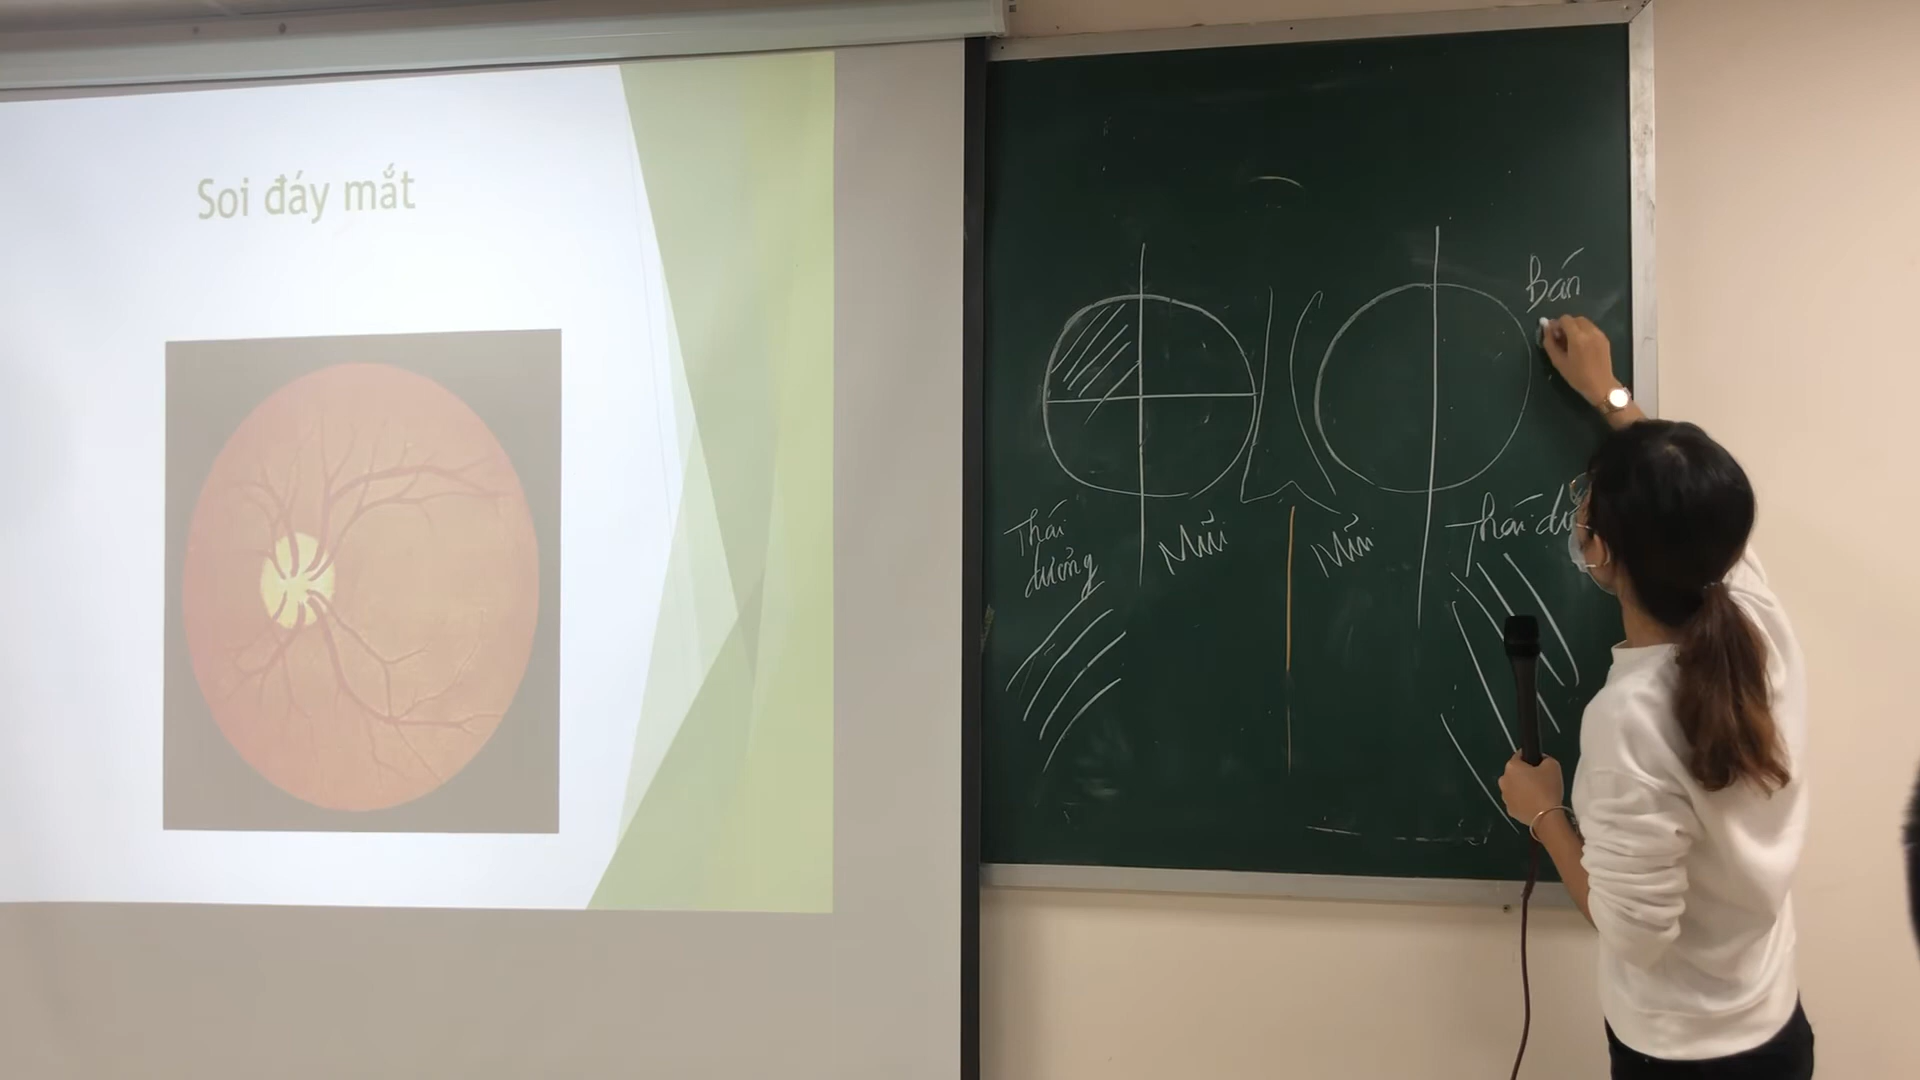 Soi đáy mắt
Bán
Thái
dương
Mũi
Mũi
Thái dư